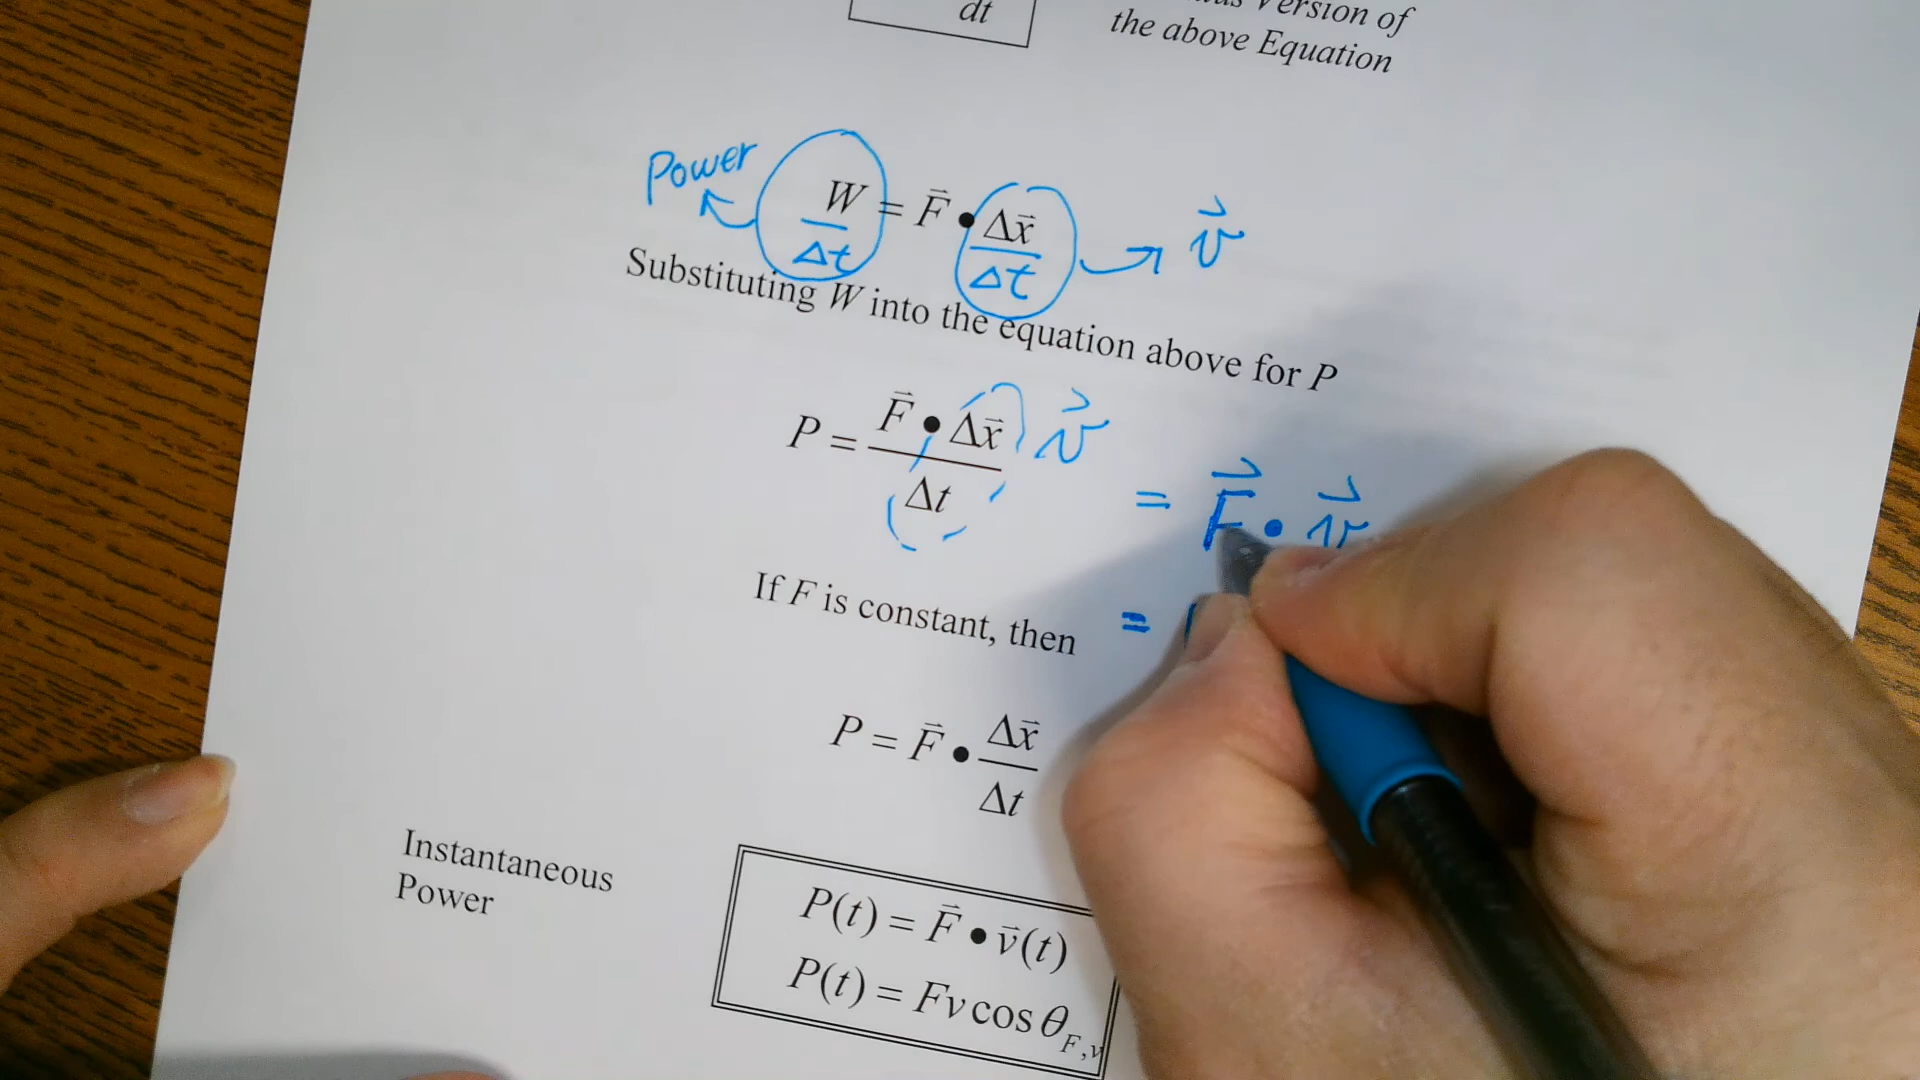 dt
Version of
the above Equation
Power
W/Δt = F⃗ • Δx⃗/Δt → v⃗
Substituting W into the equation above for P
P = F⃗ • Δx⃗/Δt v⃗
= F⃗ • v⃗
If F is constant, then
=
P = F⃗ • Δx⃗/Δt
Instantaneous
Power
P(t) = F⃗ • v⃗(t)
P(t) = Fv cos θ_F,v